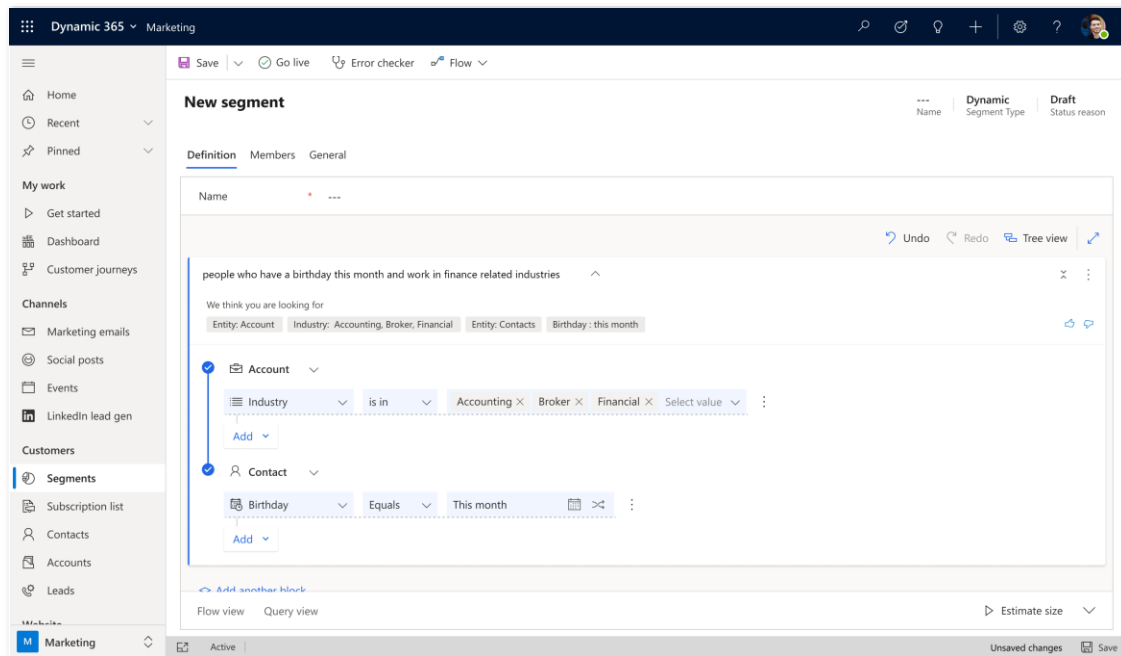 Dynamic 365 Marketing
Save Go live Error checker Flow
Home
Recent
Pinned
My work
Get started
Dashboard
Customer journeys
Channels
Marketing emails
Social posts
Events
in LinkedIn lead gen
Customers
Segments
Subscription list
Contacts
Accounts
Leads
Website
M Marketing
New segment
---
Name
Dynamic
Segment Type
Draft
Status reason
Definition Members General
Name * ---
Undo Redo Tree view
people who have a birthday this month and work in finance related industries
We think you are looking for
Entity: Account Industry: Accounting, Broker, Financial Entity: Contacts Birthday : this month
Account
Industry is in Accounting Broker Financial Select value
Add
Contact
Birthday Equals This month
Add
Add another block
Flow view Query view Estimate size
Active Unsaved changes Save